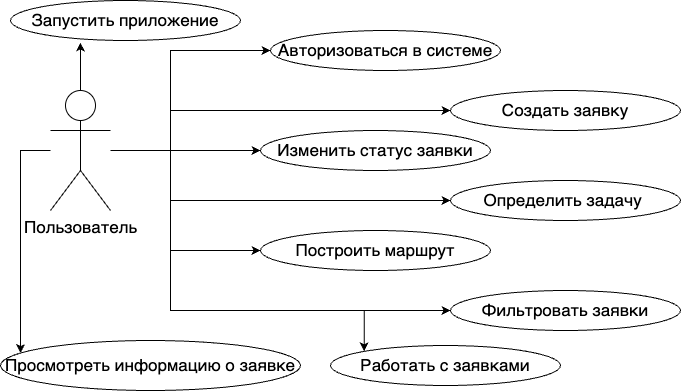 Запустить приложение
Авторизоваться в системе
Создать заявку
Изменить статус заявки
Определить задачу
Пользователь
Построить маршрут
Фильтровать заявки
Просмотреть информацию о заявке
Работать с заявками